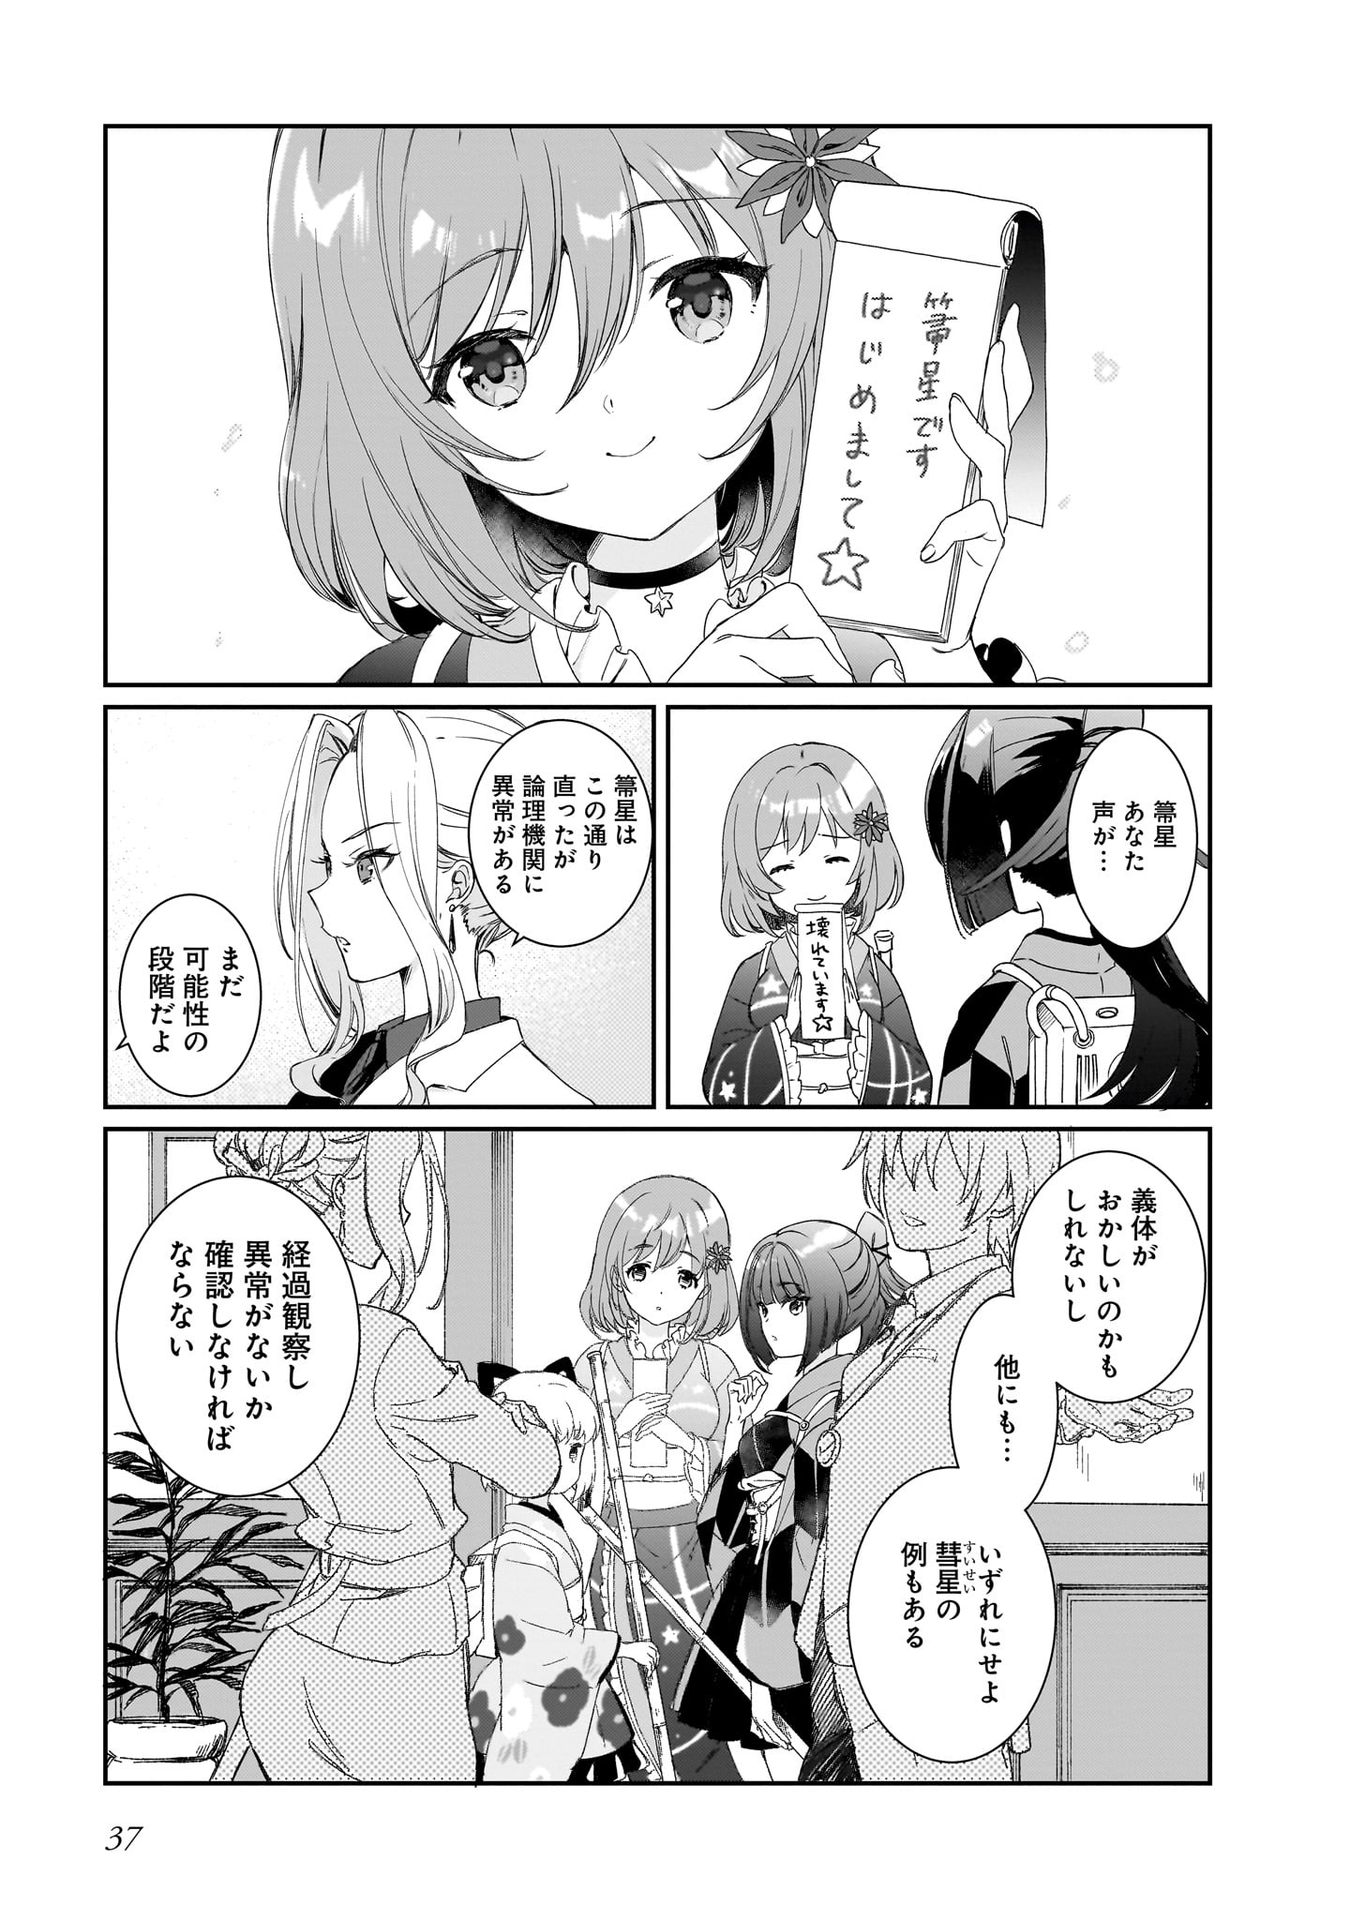 箒星です
はじめまして☆
箒星
あなた
声が…
壊れています☆
箒星は
この通り
直ったが
論理機関に
異常がある
まだ
可能性の
段階だよ
義体が
おかしいのかも
しれないし
他にも…
いずれにせよ
彗星の
すいせい
例もある
経過観察し
異常がないか
確認しなければ
ならない
37